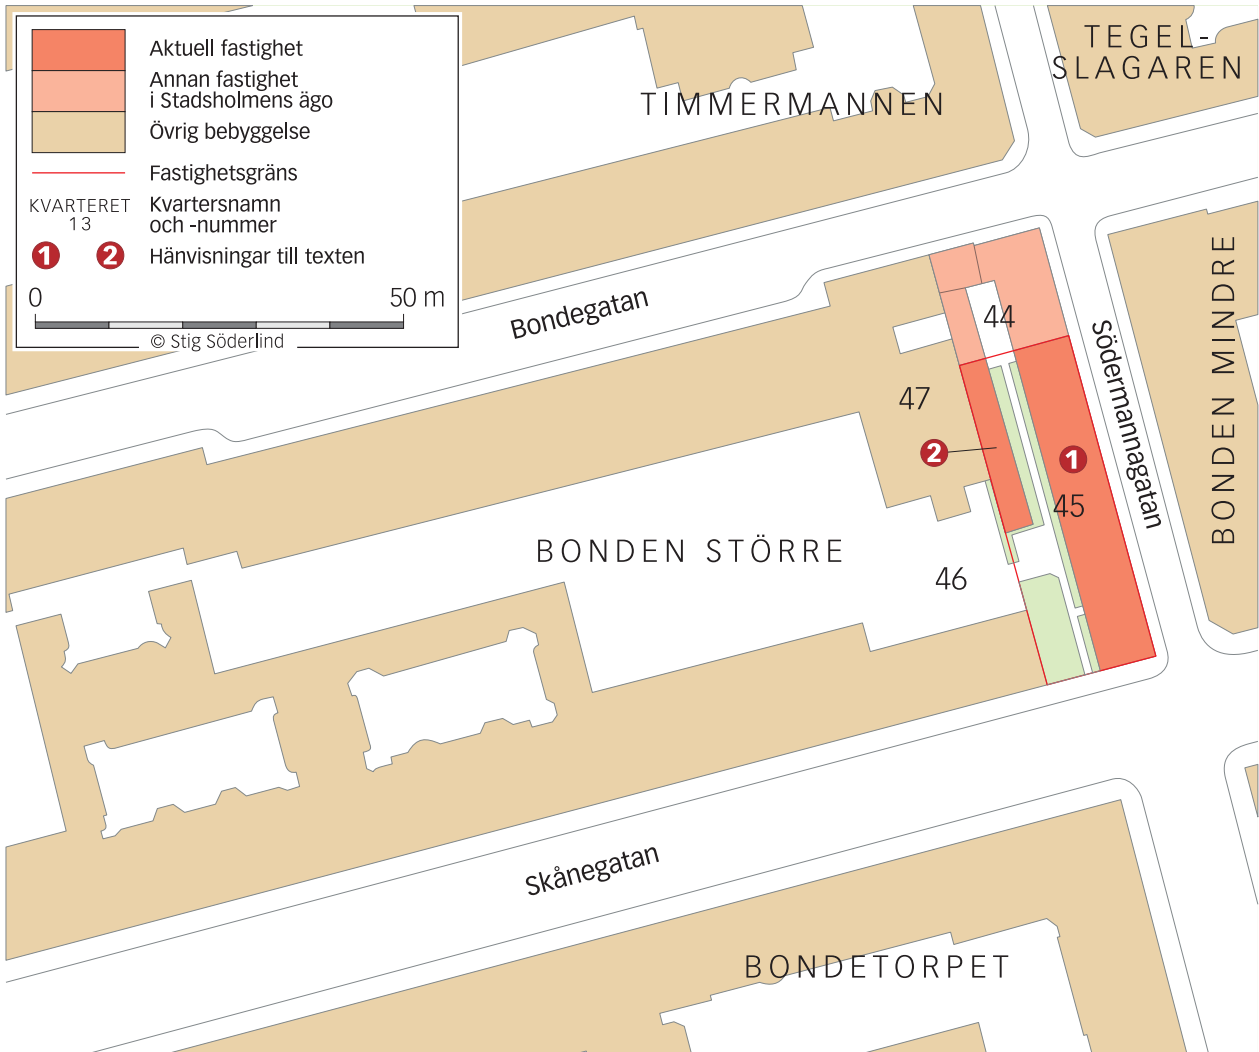 Aktuell fastighet
Annan fastighet
i Stadsholmens ägo
Övrig bebyggelse
Fastighetsgräns
KVARTERET
13
Kvartersnamn
och -nummer
1 2 Hänvisningar till texten
0 50 m
© Stig Söderlind
TEGEL-
SLAGAREN
TIMMERMANNEN
BONDEN MINDRE
Bondegatan
44
Södermannagatan
47
2
1
45
BONDEN STÖRRE
46
Skånegatan
BONDETORPET